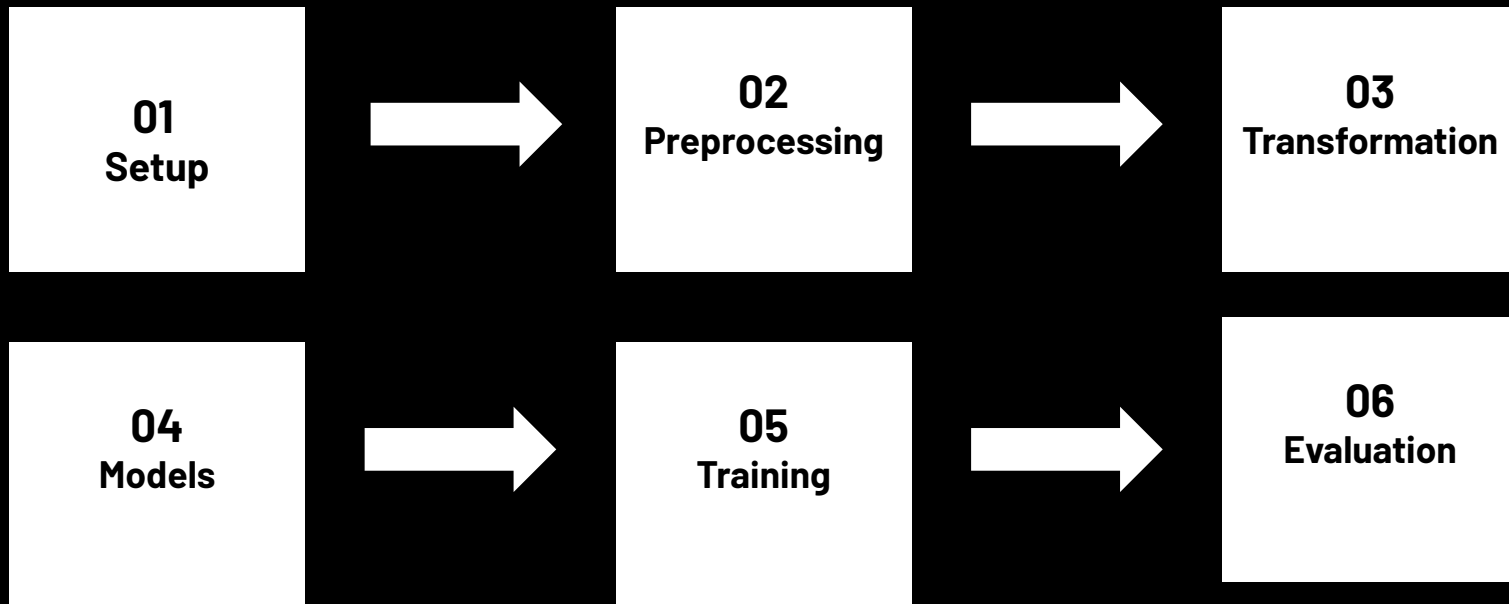 01
Setup
02
Preprocessing
03
Transformation
04
Models
05
Training
06
Evaluation